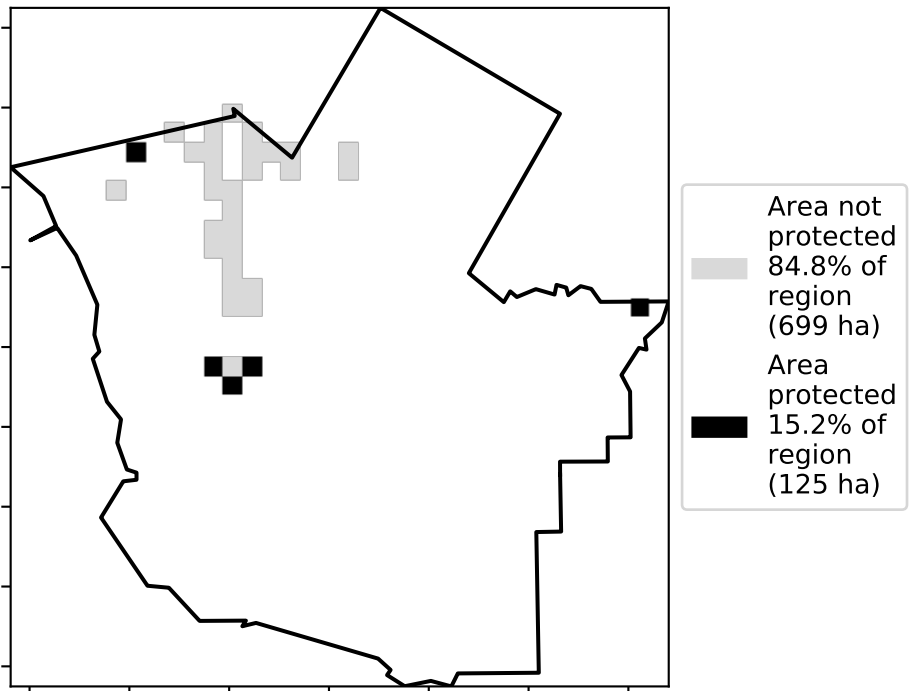 Area not
protected
84.8% of
region
(699 ha)
Area
protected
15.2% of
region
(125 ha)